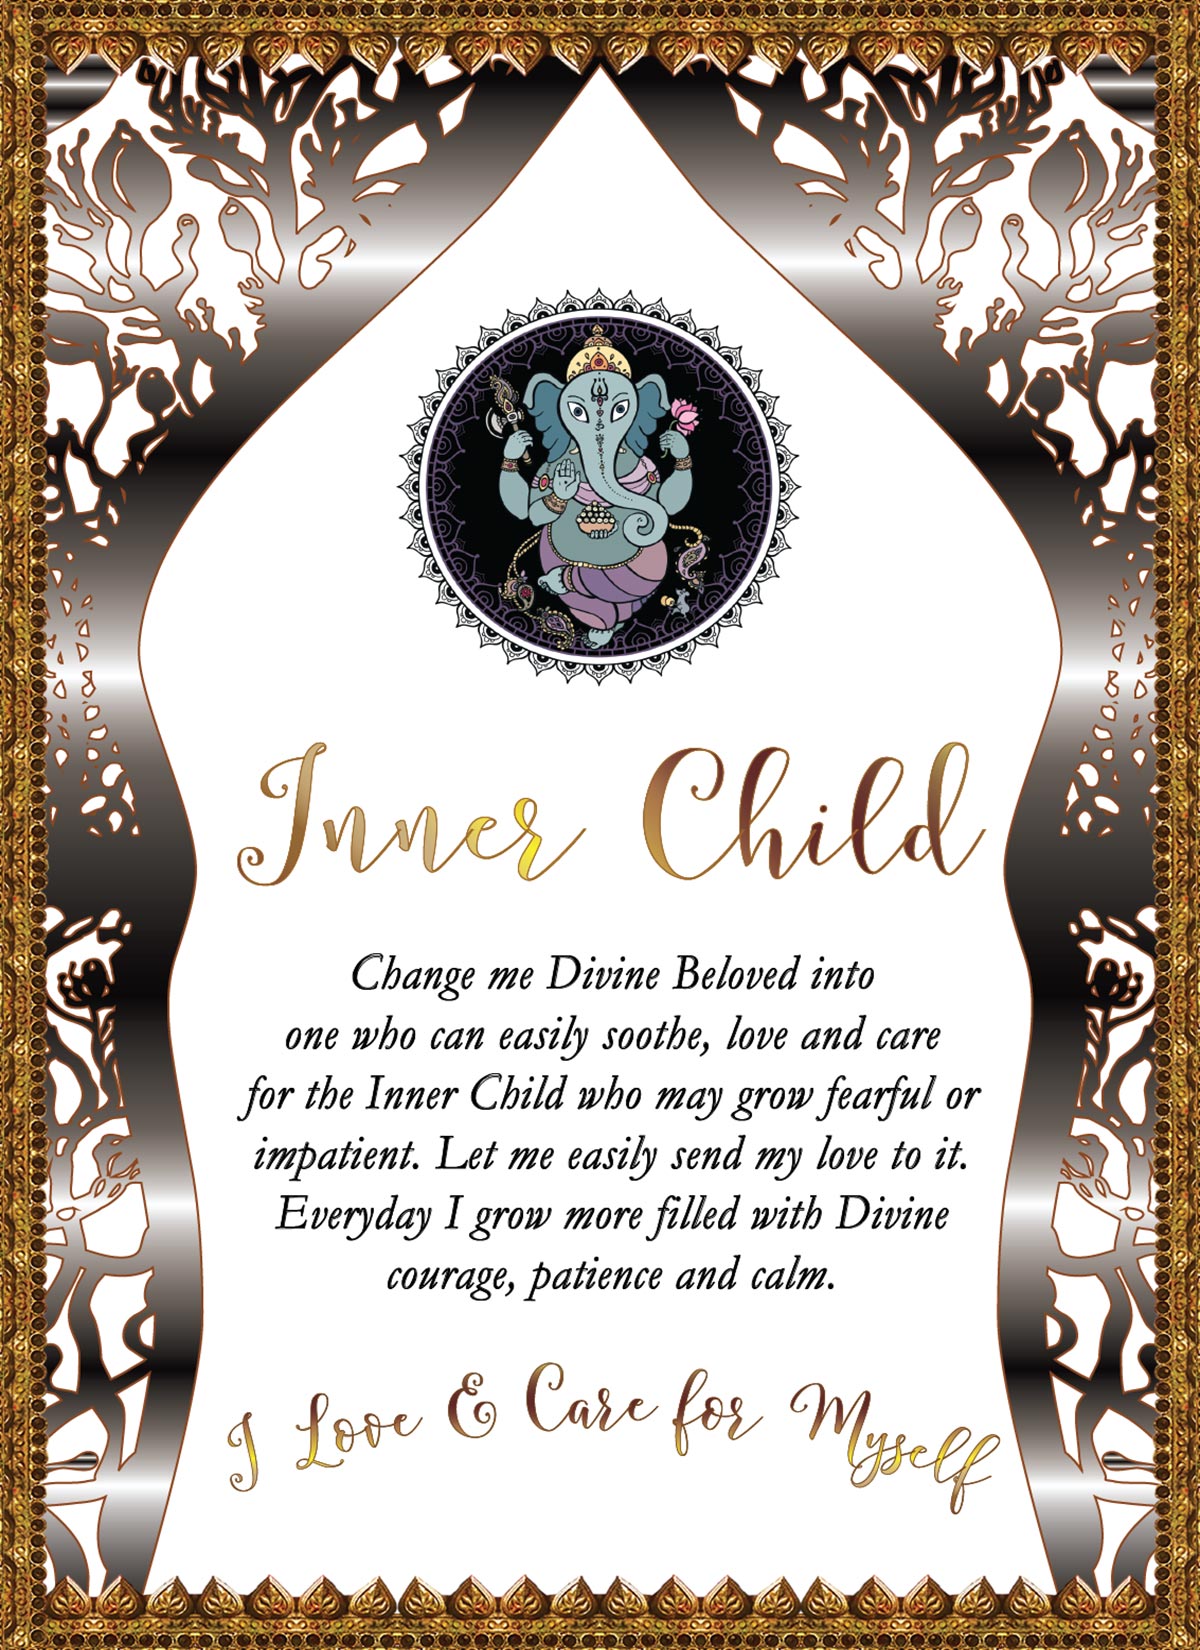 Inner Child
Change me Divine Beloved into
one who can easily soothe, love and care
for the Inner Child who may grow fearful or
impatient. Let me easily send my love to it.
Everyday I grow more filled with Divine
courage, patience and calm.
I Love & Care for Myself